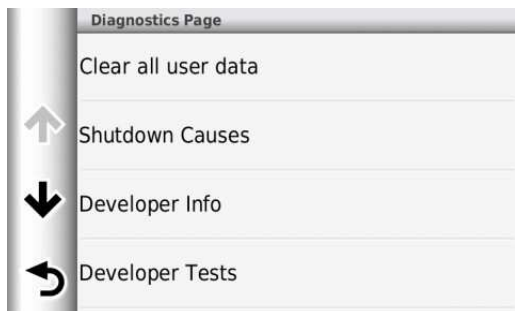 Diagnostics Page
Clear all user data
Shutdown Causes
Developer Info
Developer Tests